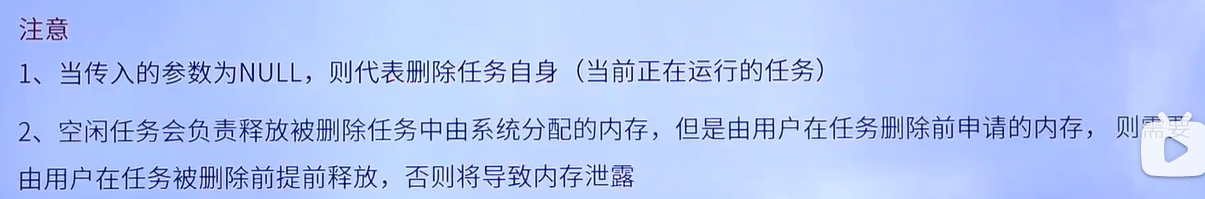 注意
1、当传入的参数为NULL，则代表删除任务自身（当前正在运行的任务）
2、空闲任务会负责释放被删除任务中由系统分配的内存，但是由用户在任务删除前申请的内存， 则需要
由用户在任务被删除前提前释放，否则将导致内存泄露